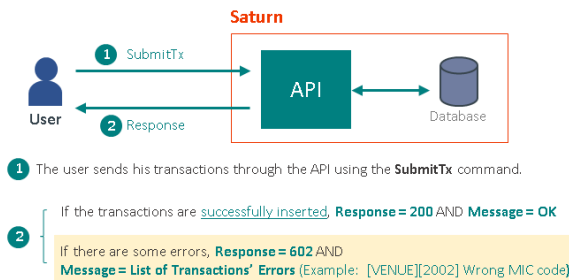 Saturn
1 SubmitTx
API
User
2 Response
Database
1 The user sends his transactions through the API using the SubmitTx command.
2
If the transactions are successfully inserted, Response = 200 AND Message = OK
If there are some errors, Response = 602 AND
Message = List of Transactions' Errors (Example: [VENUE][2002] Wrong MIC code)